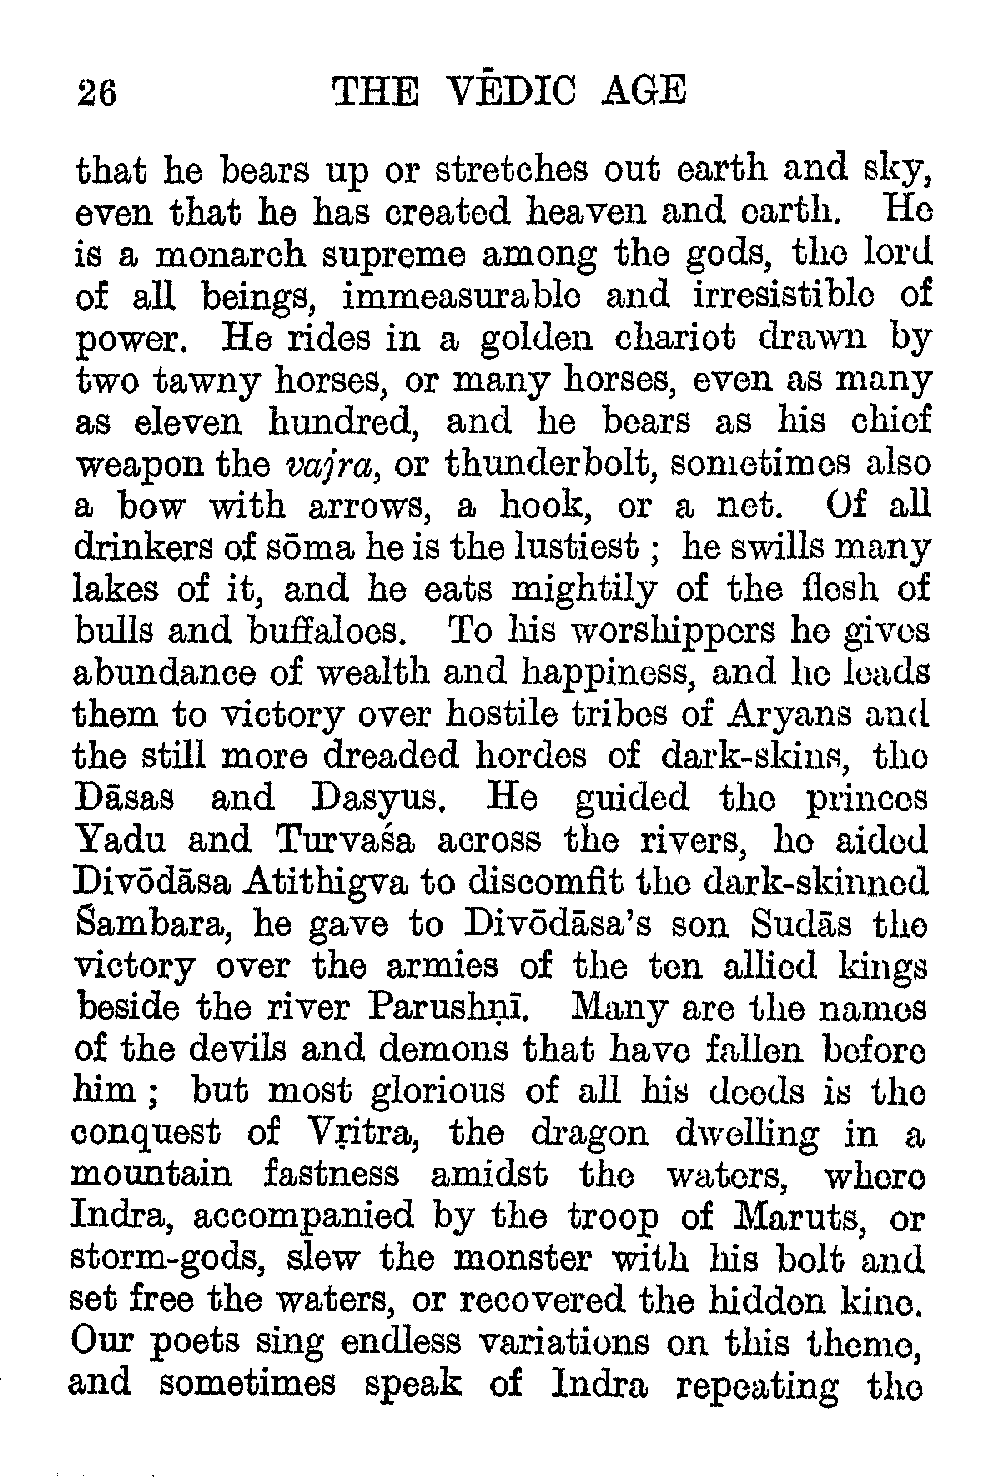 26 THE VĒDIC AGE
that he bears up or stretches out earth and sky,
even that he has created heaven and earth. He
is a monarch supreme among the gods, the lord
of all beings, immeasurable and irresistible of
power. He rides in a golden chariot drawn by
two tawny horses, or many horses, even as many
as eleven hundred, and he bears as his chief
weapon the vajra, or thunderbolt, sometimes also
a bow with arrows, a hook, or a net. Of all
drinkers of sōma he is the lustiest ; he swills many
lakes of it, and he eats mightily of the flesh of
bulls and buffaloes. To his worshippers he gives
abundance of wealth and happiness, and he leads
them to victory over hostile tribes of Aryans and
the still more dreaded hordes of dark-skins, the
Dāsas and Dasyus. He guided the princes
Yadu and Turvaśa across the rivers, he aided
Divōdāsa Atithigva to discomfit the dark-skinned
Śambara, he gave to Divōdāsa's son Sudās the
victory over the armies of the ten allied kings
beside the river Parushṇī. Many are the names
of the devils and demons that have fallen before
him ; but most glorious of all his deeds is the
conquest of Vṛitra, the dragon dwelling in a
mountain fastness amidst the waters, where
Indra, accompanied by the troop of Maruts, or
storm-gods, slew the monster with his bolt and
set free the waters, or recovered the hidden kine.
Our poets sing endless variations on this theme,
and sometimes speak of Indra repeating the